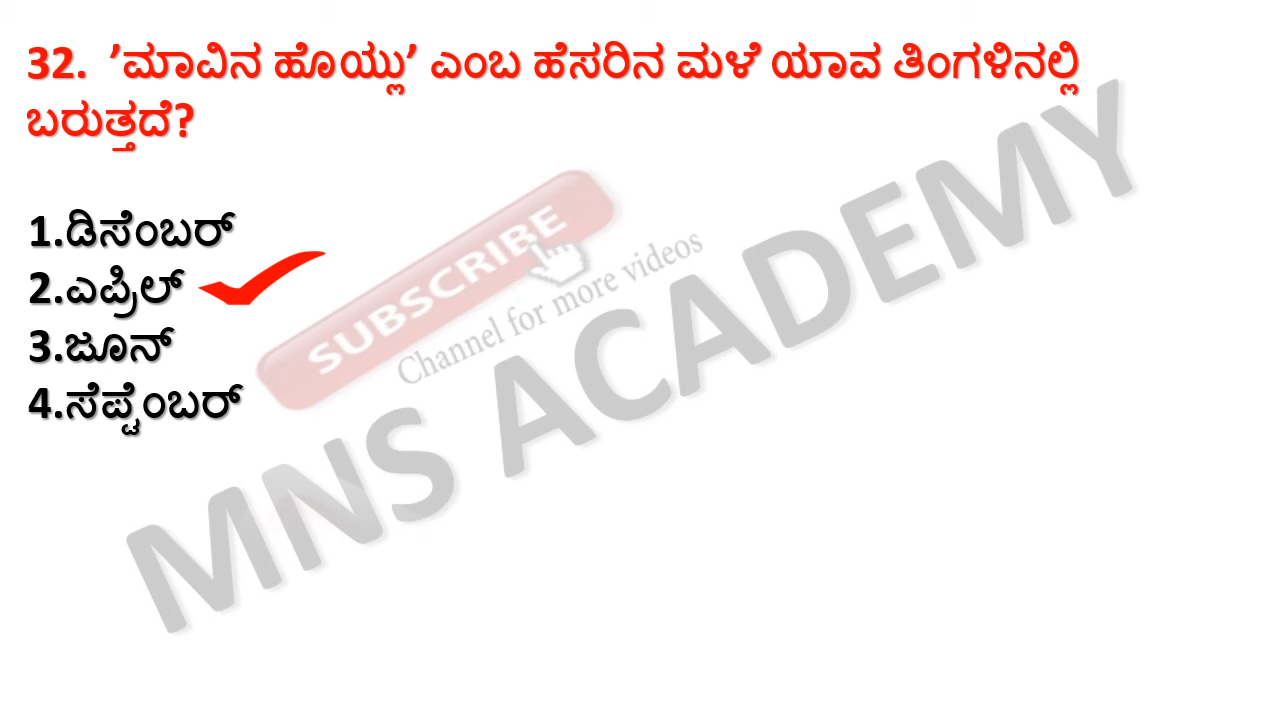 32. ’ಮಾವಿನ ಹೊಯ್ಲು’ ಎಂಬ ಹೆಸರಿನ ಮಳೆ ಯಾವ ತಿಂಗಳಿನಲ್ಲಿ
ಬರುತ್ತದೆ?
1.ಡಿಸೆಂಬರ್
2.ಎಪ್ರಿಲ್
3.ಜೂನ್
4.ಸೆಪ್ಟೆಂಬರ್
SUBSCRIBE
Channel for more videos
MNS ACADEMY